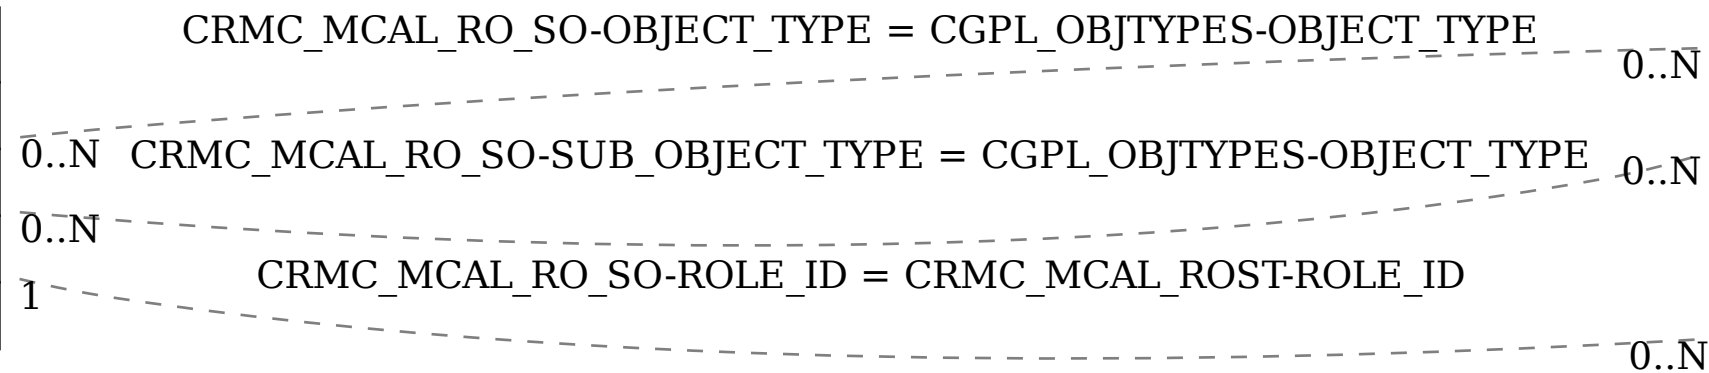 CRMC_MCAL_RO_SO-OBJECT_TYPE = CGPL_OBJTYPES-OBJECT_TYPE
0..N
0..N
CRMC_MCAL_RO_SO-SUB_OBJECT_TYPE = CGPL_OBJTYPES-OBJECT_TYPE
0..N
0..N
CRMC_MCAL_RO_SO-ROLE_ID = CRMC_MCAL_ROST-ROLE_ID
1
0..N